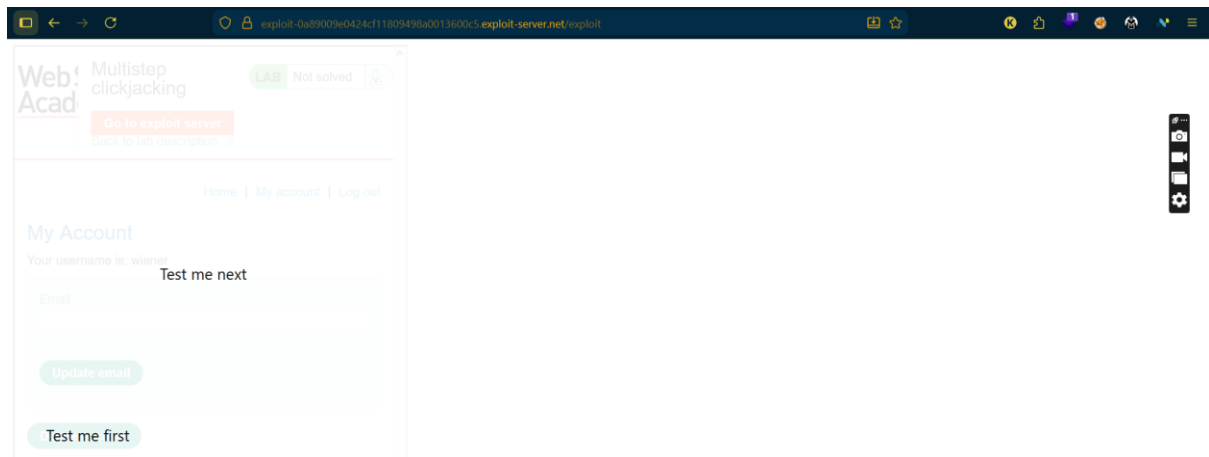 exploit-0a89009e0424cf11809498a0013600c5.exploit-server.net/exploit
Web S
Acad
Multistep
clickjacking
LAB Not solved
Go to exploit server
Back to lab description
Home | My account | Log out
My Account
Your username is: wiener
Test me next
Email
Update email
Test me first